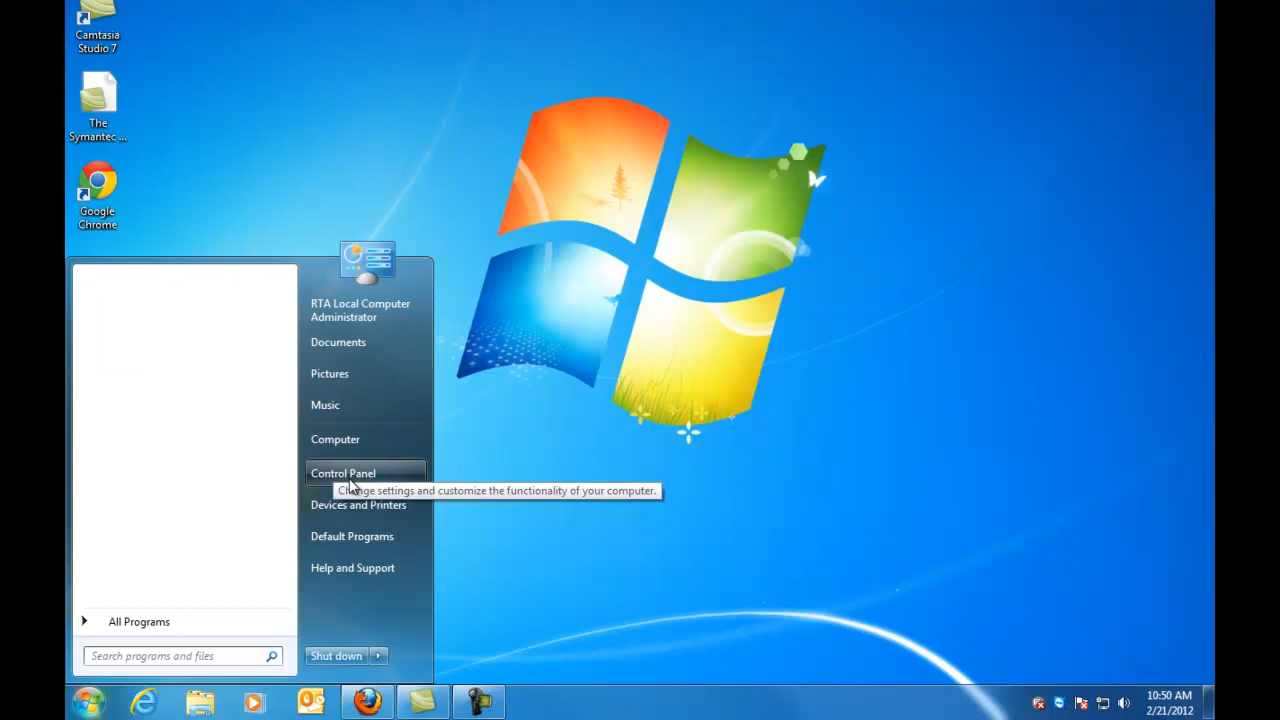 Camtasia
Studio 7
The
Symantec ...
Google
Chrome
RTA Local Computer
Administrator
Documents
Pictures
Music
Computer
Control Panel
Change settings and customize the functionality of your computer.
Devices and Printers
Default Programs
Help and Support
All Programs
Search programs and files
Shut down
10:50 AM
2/21/2012